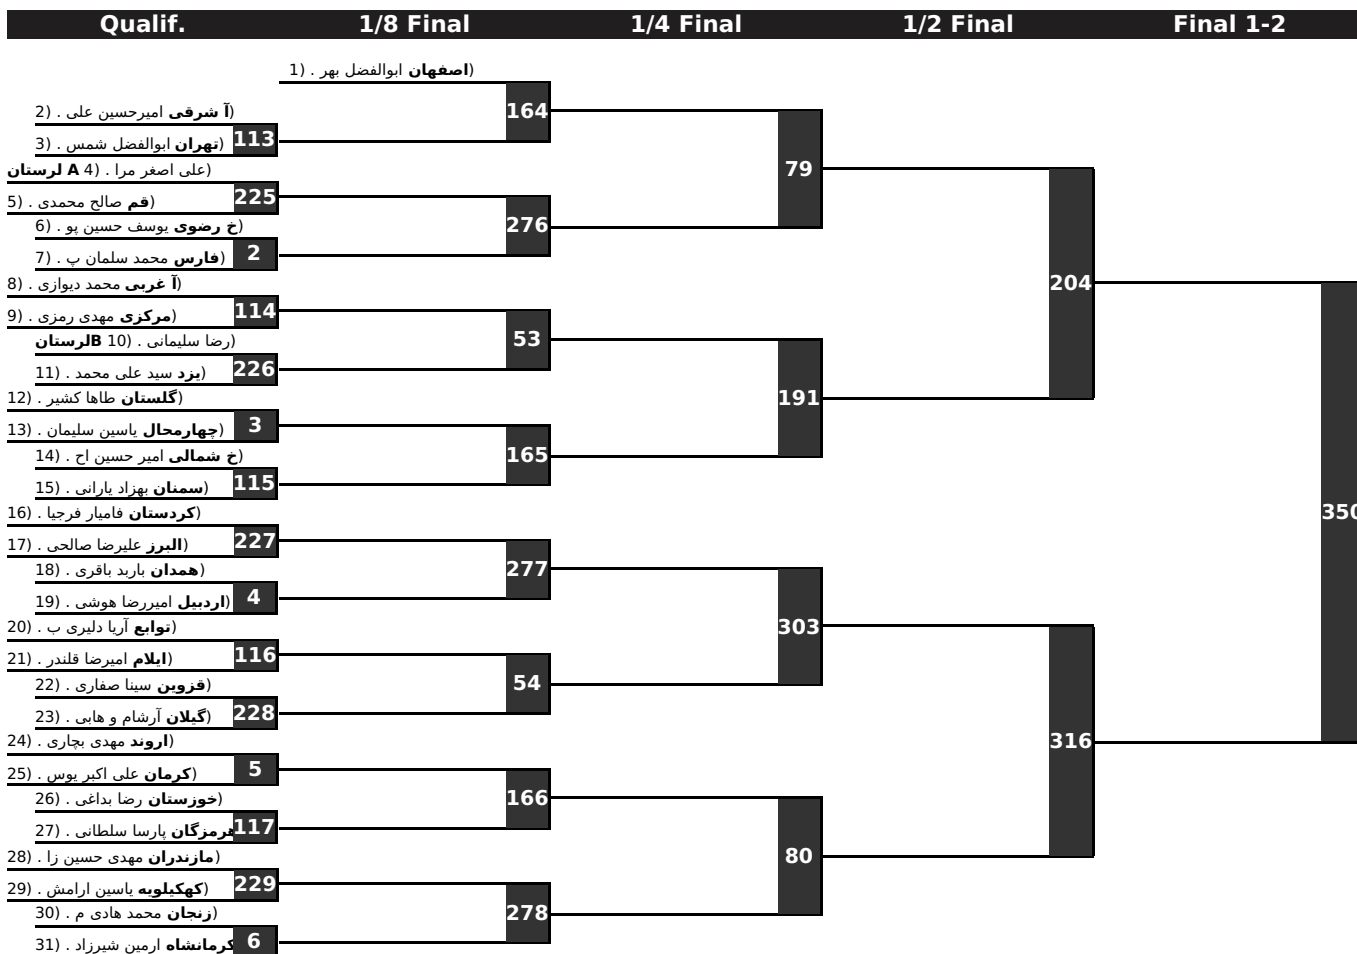 Qualif. 1/8 Final 1/4 Final 1/2 Final Final 1-2
1) . ابوالفضل بهر (اصفهان
164
2) . امیرحسین علی (آ شرقی
113
3) . ابوالفضل شمس (تهران
79
4) . علی اصغر مرا (لرستان A
225
5) . صالح محمدی (قم
276
6) . یوسف حسین پو (خ رضوی
2
7) . محمد سلمان پ (فارس
204
8) . محمد دیوازی (آ غربی
114
9) . مهدی رمزی (مرکزی
53
10) . رضا سلیمانی (لرستانB
226
11) . سید علی محمد (یزد
191
12) . طاها کشیر (گلستان
3
13) . یاسین سلیمان (چهارمحال
165
14) . امیر حسین اح (خ شمالی
115
15) . بهزاد یارانی (سمنان
350
16) . فامیار فرجیا (کردستان
227
17) . علیرضا صالحی (البرز
277
18) . باربد باقری (همدان
4
19) . امیررضا هوشی (اردبیل
303
20) . آریا دلیری ب (توابع
116
21) . امیرضا قلندر (ایلام
54
22) . سینا صفاری (قزوین
228
23) . آرشام و هابی (گیلان
316
24) . مهدی بچاری (اروند
5
25) . علی اکبر یوس (کرمان
166
26) . رضا بداغی (خوزستان
117
27) . پارسا سلطانی (هرمزگان
80
28) . مهدی حسین زا (مازندران
229
29) . یاسین ارامش (کهکیلویه
278
30) . محمد هادی م (زنجان
6
31) . ارمین شیرزاد (کرمانشاه